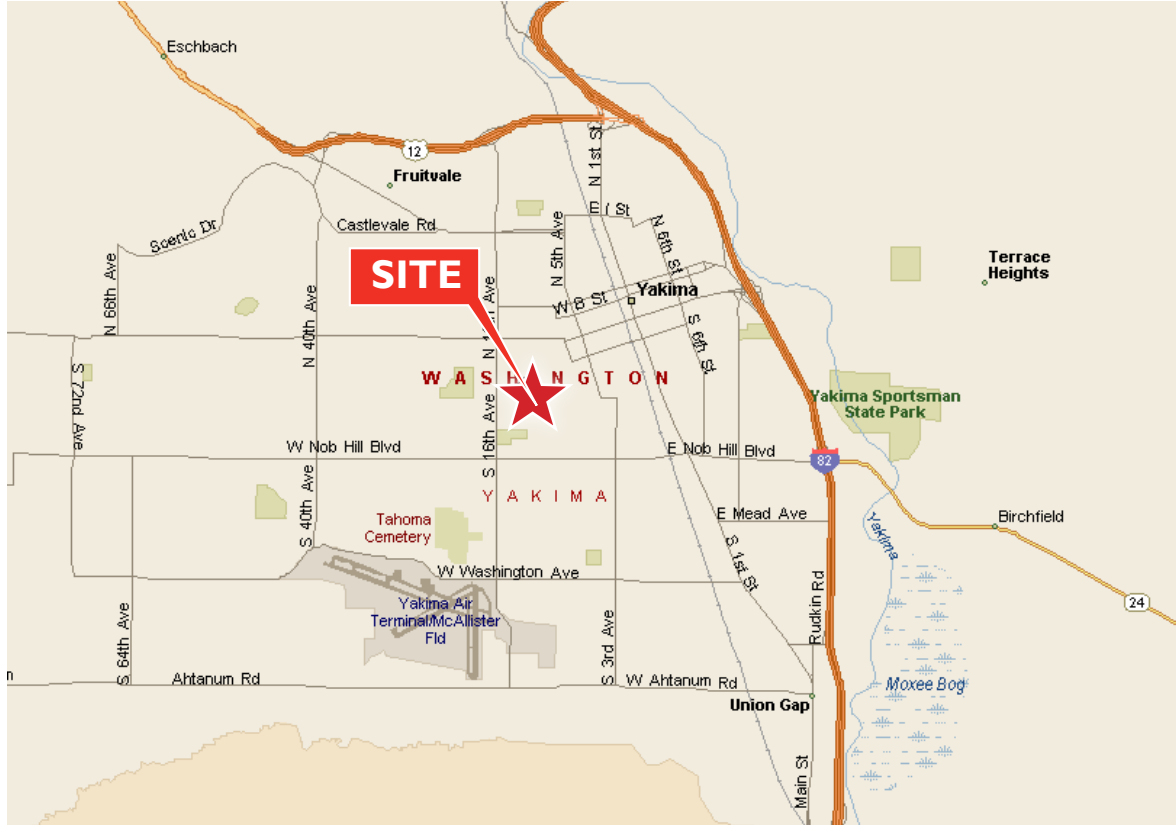 Eschbach
12
Fruitvale
N 1st St
Castlevale Rd
Scenic Dr
N 5th Ave
N 6th St
Terrace
Heights
SITE
N 66th Ave
N 40th Ave
Ave
W B St
Yakima
S 6th St
S 72nd Ave
WASHINGTON
Yakima Sportsman
State Park
S 16th Ave
W Nob Hill Blvd
E Nob Hill Blvd
82
YAKIMA
S 40th Ave
Tahoma
Cemetery
E Mead Ave
Birchfield
Yakima
S 1st St
W Washington Ave
Yakima Air
Terminal/McAllister
Fld
24
S 64th Ave
S 3rd Ave
Rudkin Rd
Ahtanum Rd
W Ahtanum Rd
Moxee Bog
Union Gap
Main St